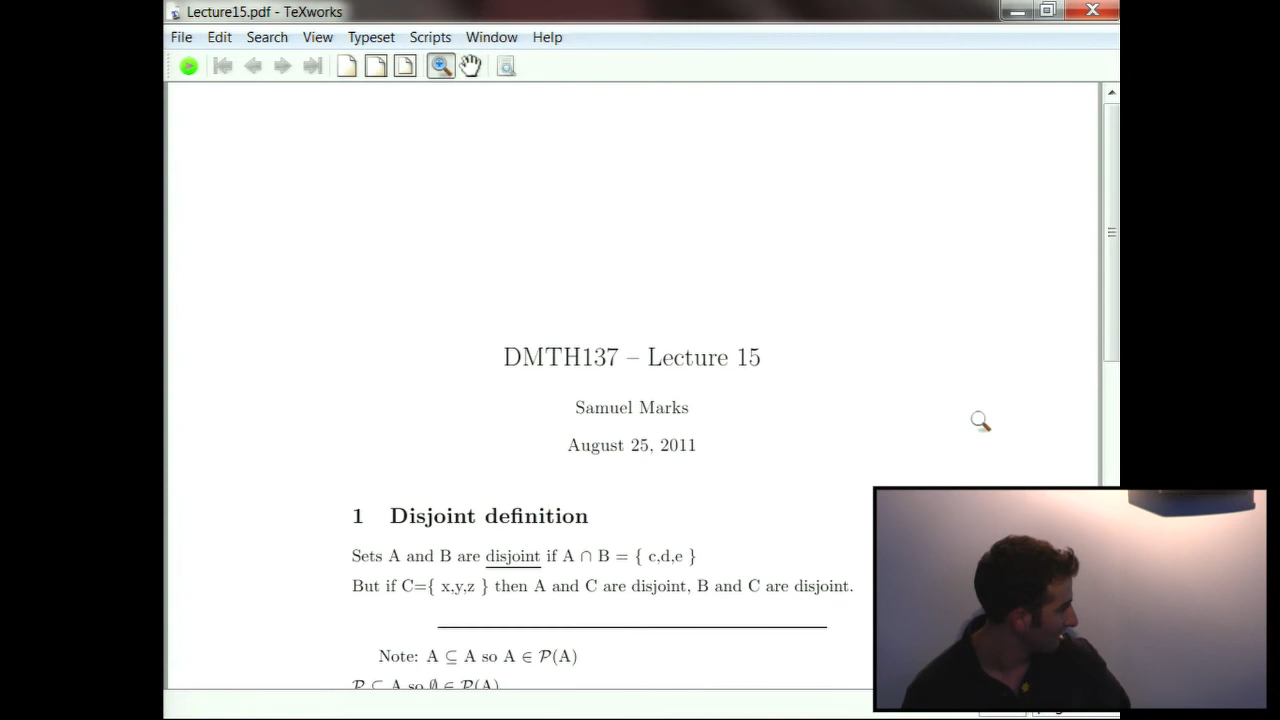 Lecture15.pdf - TeXworks
File Edit Search View Typeset Scripts Window Help
DMTH137 – Lecture 15
Samuel Marks
August 25, 2011
1 Disjoint definition
Sets A and B are disjoint if A ∩ B = { c,d,e }
But if C={ x,y,z } then A and C are disjoint, B and C are disjoint.
Note: A ⊆ A so A ∈ 𝒫(A)
𝒫 ⊆ A so ∅ ∈ 𝒫(A)